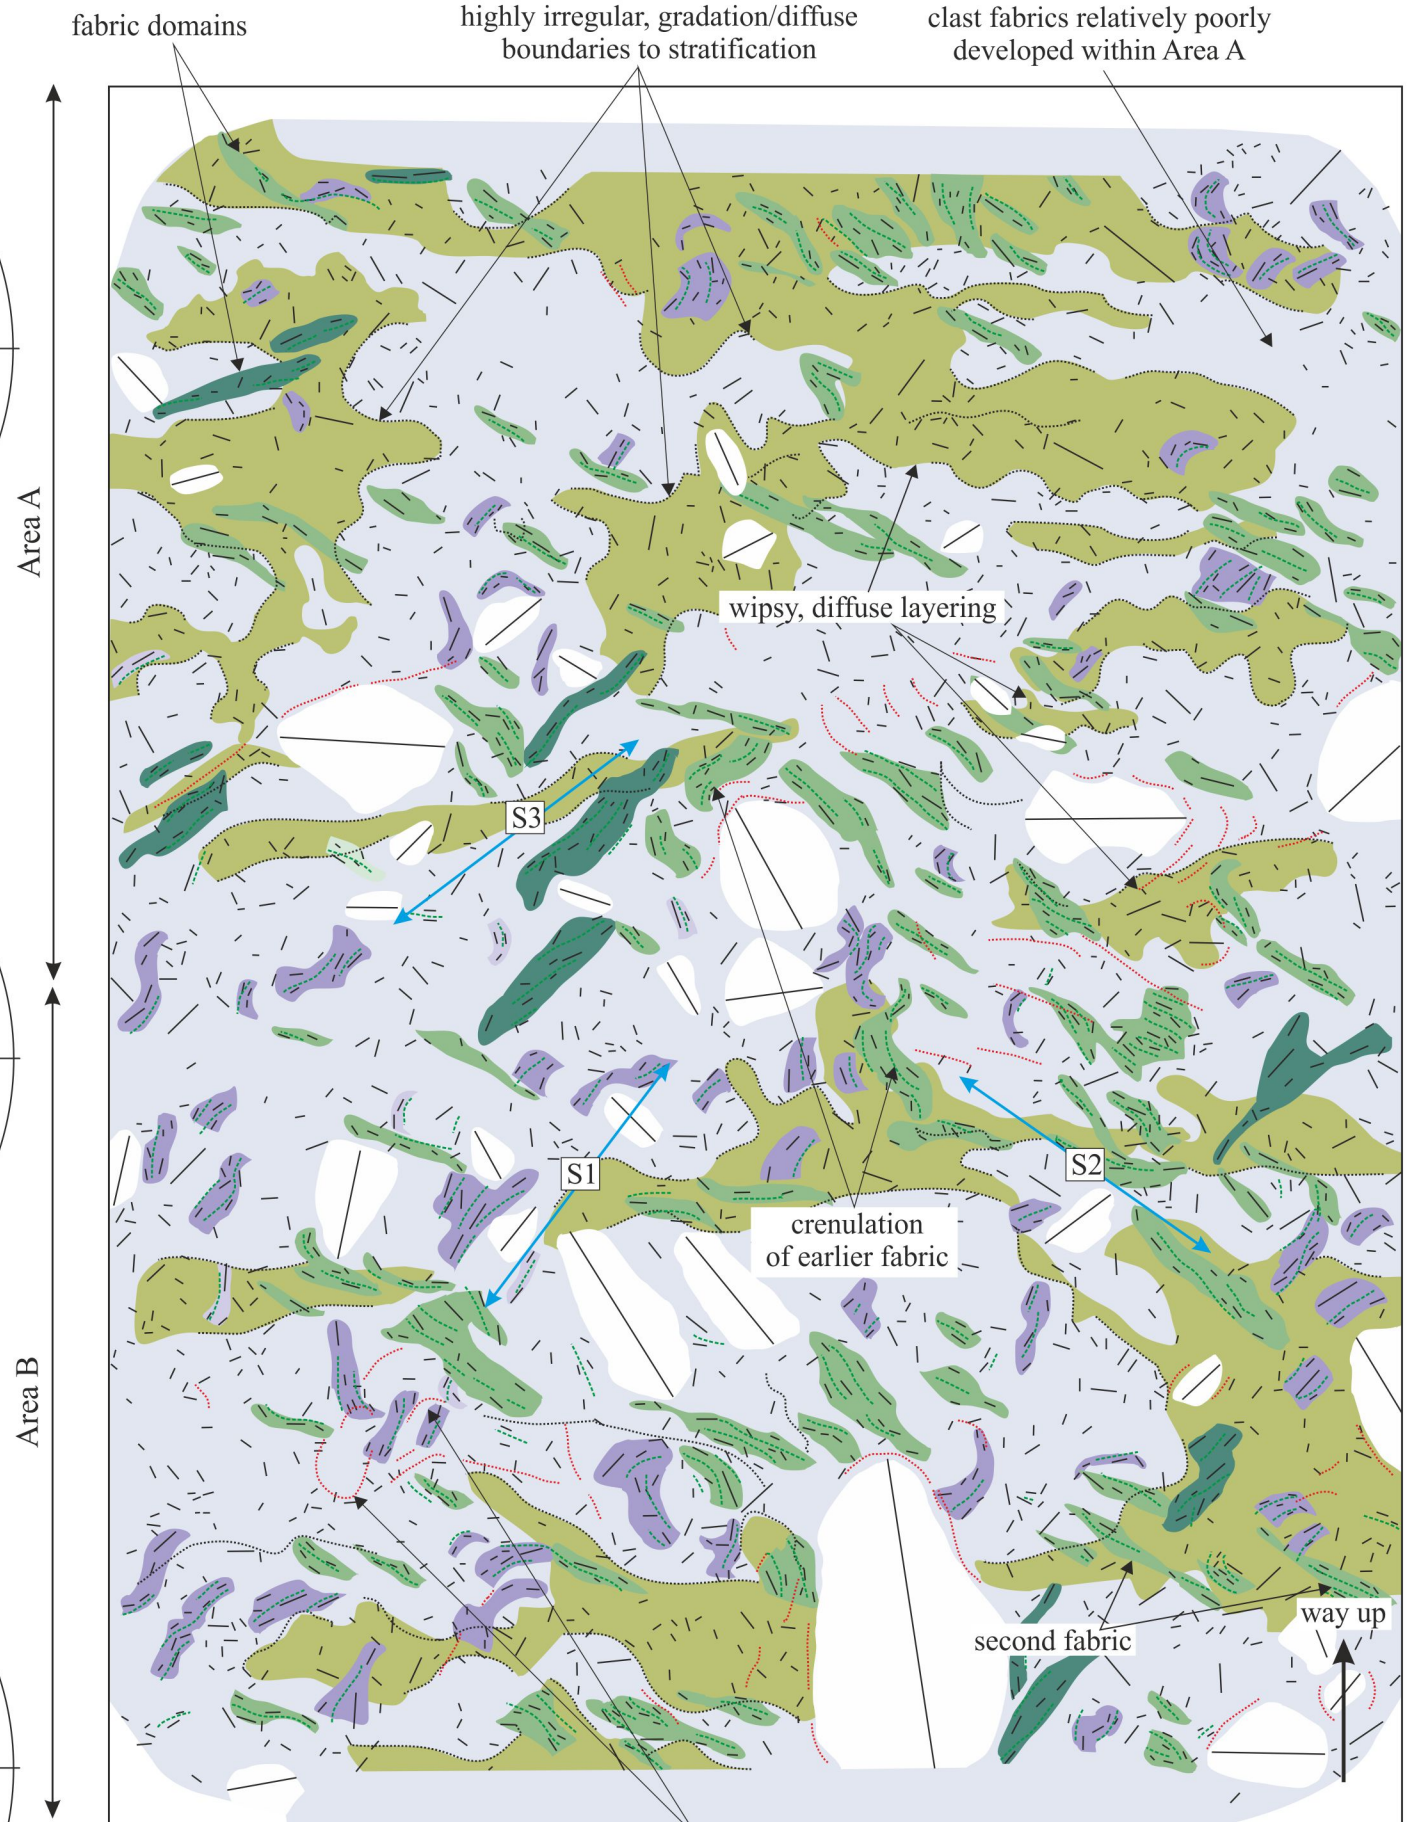 fabric domains
highly irregular, gradation/diffuse
boundaries to stratification
clast fabrics relatively poorly
developed within Area A
Area A
wipsy, diffuse layering
S3
S1
S2
crenulation
of earlier fabric
Area B
second fabric
way up